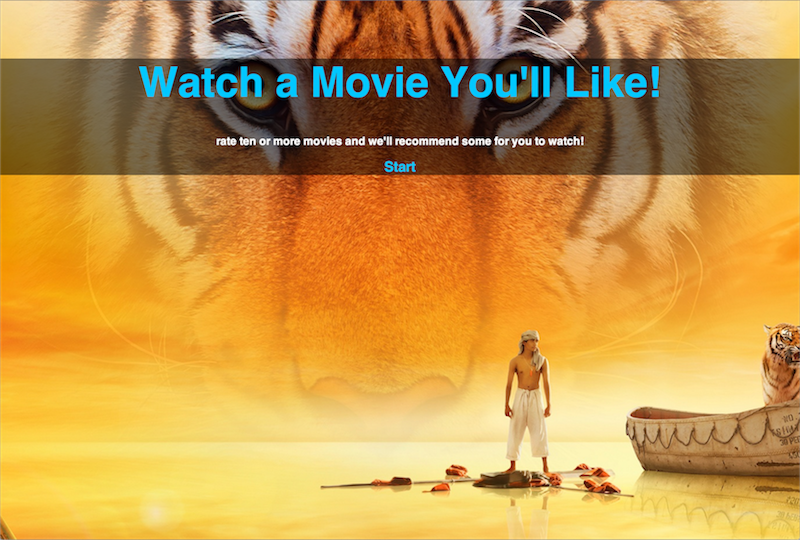 Watch a Movie You'll Like!
rate ten or more movies and we'll recommend some for you to watch!
Start